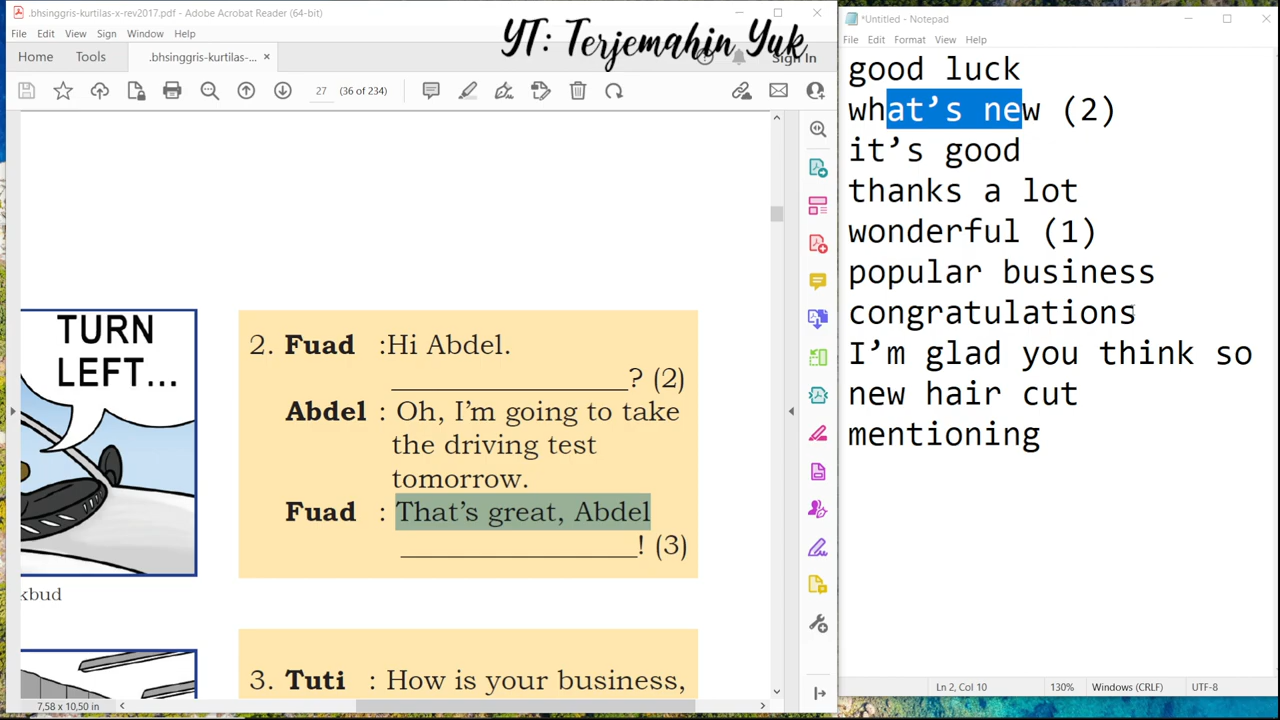 .bhsinggris-kurtilas-x-rev2017.pdf - Adobe Acrobat Reader (64-bit)
File Edit View Sign Window Help
YT: Terjemahin Yuk
Home Tools .bhsinggris-kurtilas-... × Sign In
27 (36 of 234)
TURN
LEFT...
kbud
2. Fuad :Hi Abdel.
____________________? (2)
Abdel : Oh, I'm going to take
the driving test
tomorrow.
Fuad : That's great, Abdel
____________________! (3)
3. Tuti : How is your business,
7,58 x 10,50 in
*Untitled - Notepad
File Edit Format View Help
good luck
what’s new (2)
it’s good
thanks a lot
wonderful (1)
popular business
congratulations
I’m glad you think so
new hair cut
mentioning
Ln 2, Col 10 130% Windows (CRLF) UTF-8